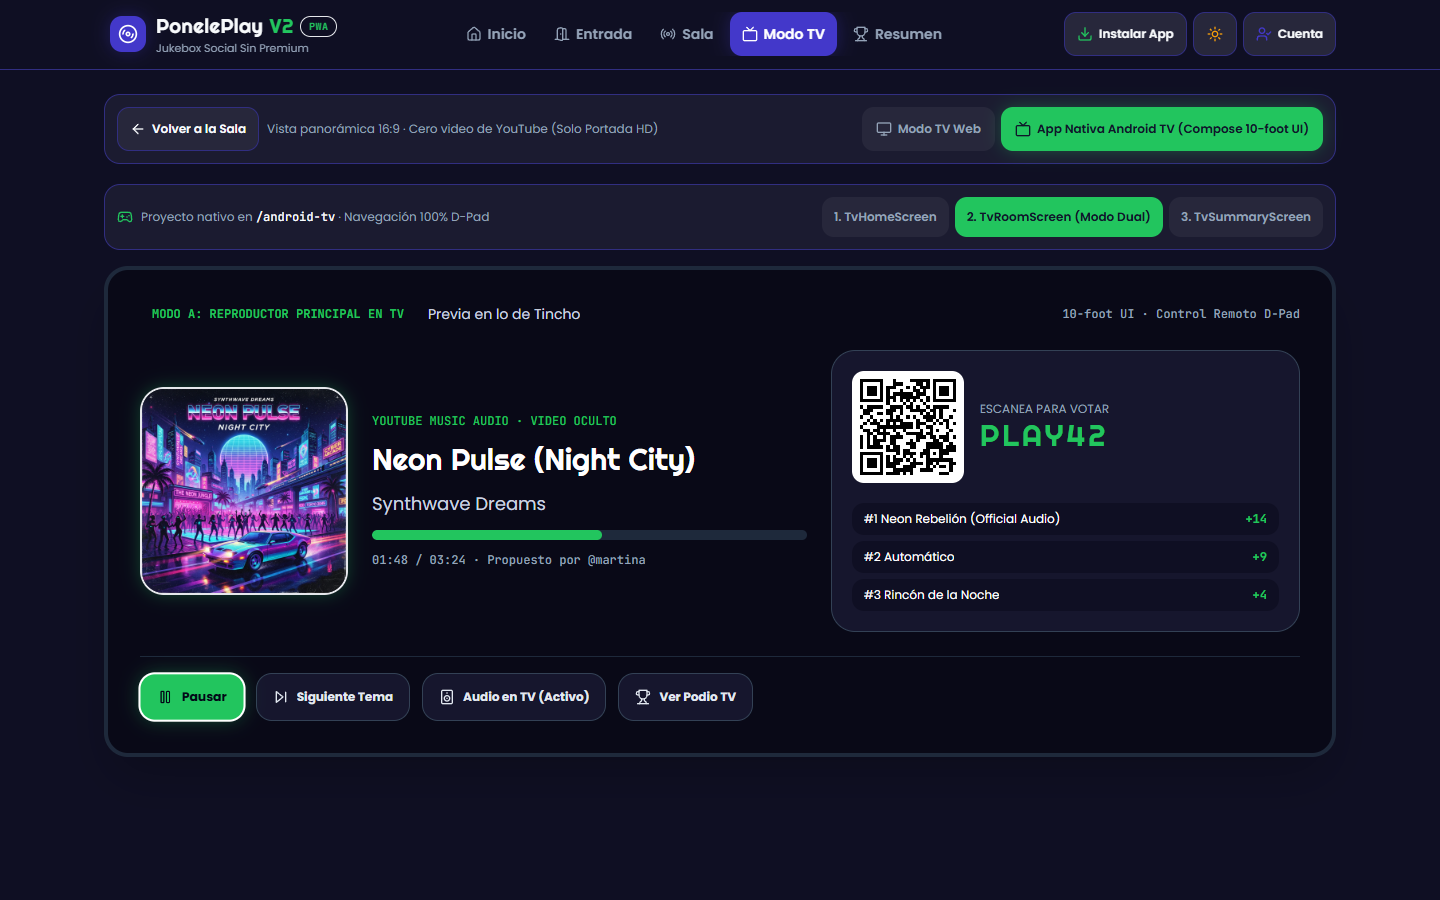 PonelePlay V2 PWA
Jukebox Social Sin Premium
Inicio
Entrada
Sala
Modo TV
Resumen
Instalar App
Cuenta
Volver a la Sala
Vista panorámica 16:9 · Cero video de YouTube (Solo Portada HD)
Modo TV Web
App Nativa Android TV (Compose 10-foot UI)
Proyecto nativo en /android-tv · Navegación 100% D-Pad
1. TvHomeScreen
2. TvRoomScreen (Modo Dual)
3. TvSummaryScreen
MODO A: REPRODUCTOR PRINCIPAL EN TV
Previa en lo de Tincho
10-foot UI · Control Remoto D-Pad
SYNTHWAVE DREAMS
NEON PULSE
NIGHT CITY
YOUTUBE MUSIC AUDIO · VIDEO OCULTO
Neon Pulse (Night City)
Synthwave Dreams
01:48 / 03:24 · Propuesto por @martina
ESCANEA PARA VOTAR
PLAY42
#1 Neon Rebelión (Official Audio) +14
#2 Automático +9
#3 Rincón de la Noche +4
Pausar
Siguiente Tema
Audio en TV (Activo)
Ver Podio TV